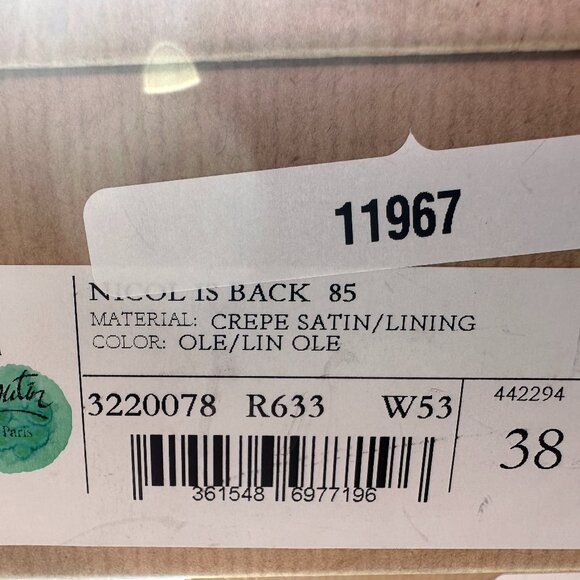 11967
NICOL IS BACK 85
MATERIAL: CREPE SATIN/LINING
COLOR: OLE/LIN OLE
Paris
3220078 R633 W53
442294
38
361548 6977196